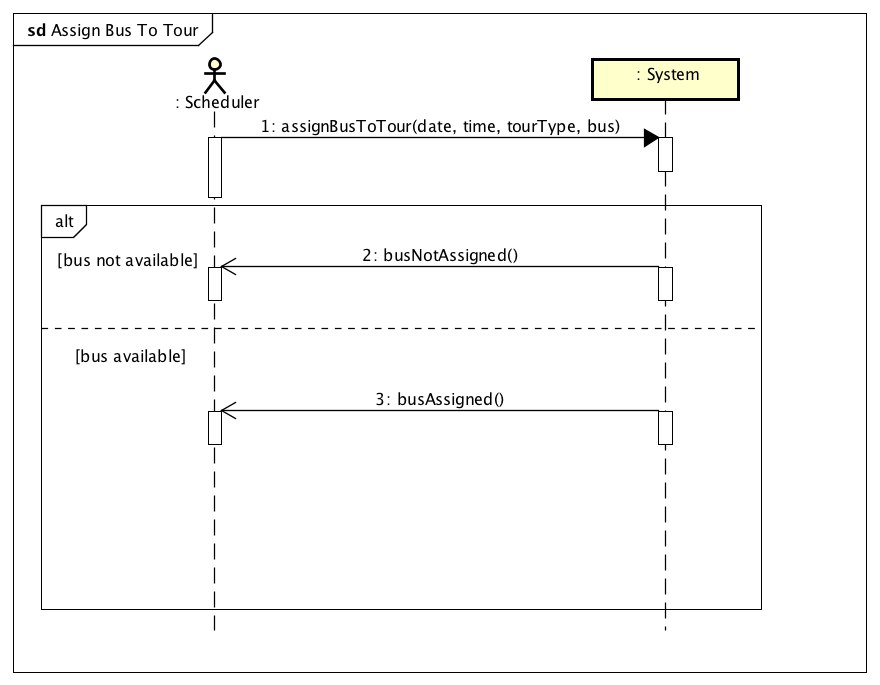 sd Assign Bus To Tour
: Scheduler
: System
1: assignBusToTour(date, time, tourType, bus)
alt
[bus not available]
2: busNotAssigned()
[bus available]
3: busAssigned()